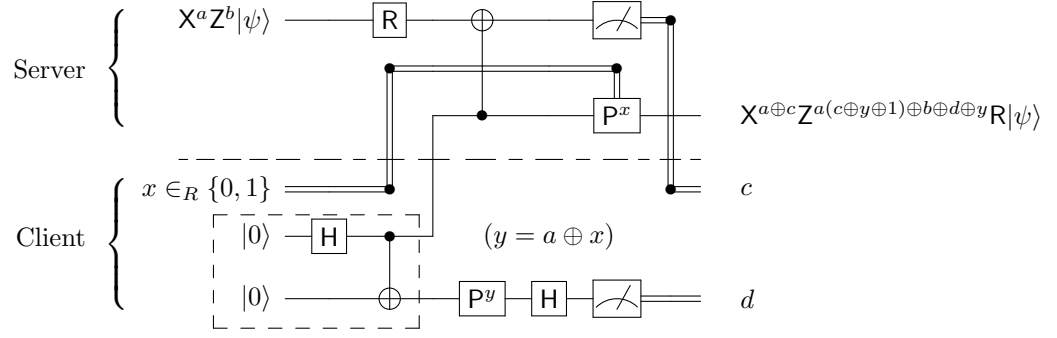 X^a Z^b |ψ⟩ R
Server
P^x X^{a⊕c} Z^{a(c⊕y⊕1)⊕b⊕d⊕y} R|ψ⟩
x ∈_R {0, 1} c
Client |0⟩ H (y = a ⊕ x)
|0⟩ P^y H d